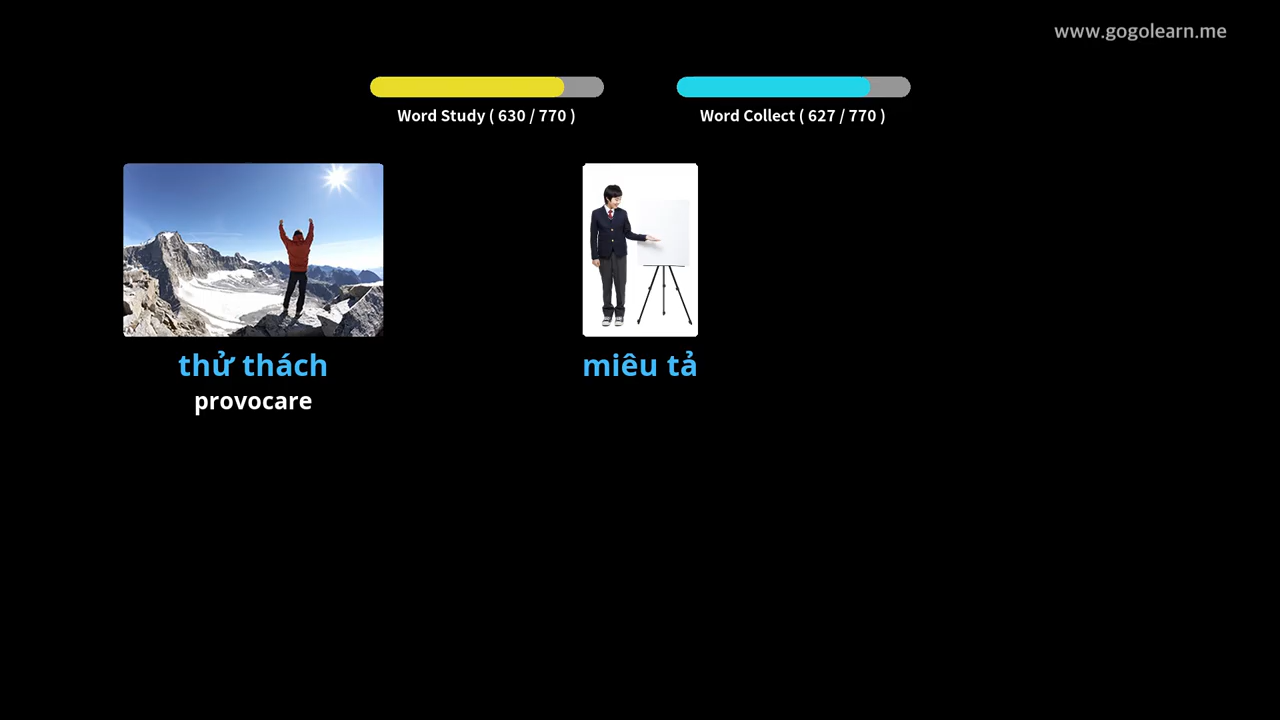 www.gogolearn.me
Word Study ( 630 / 770 )
Word Collect ( 627 / 770 )
thử thách
provocare
miêu tả